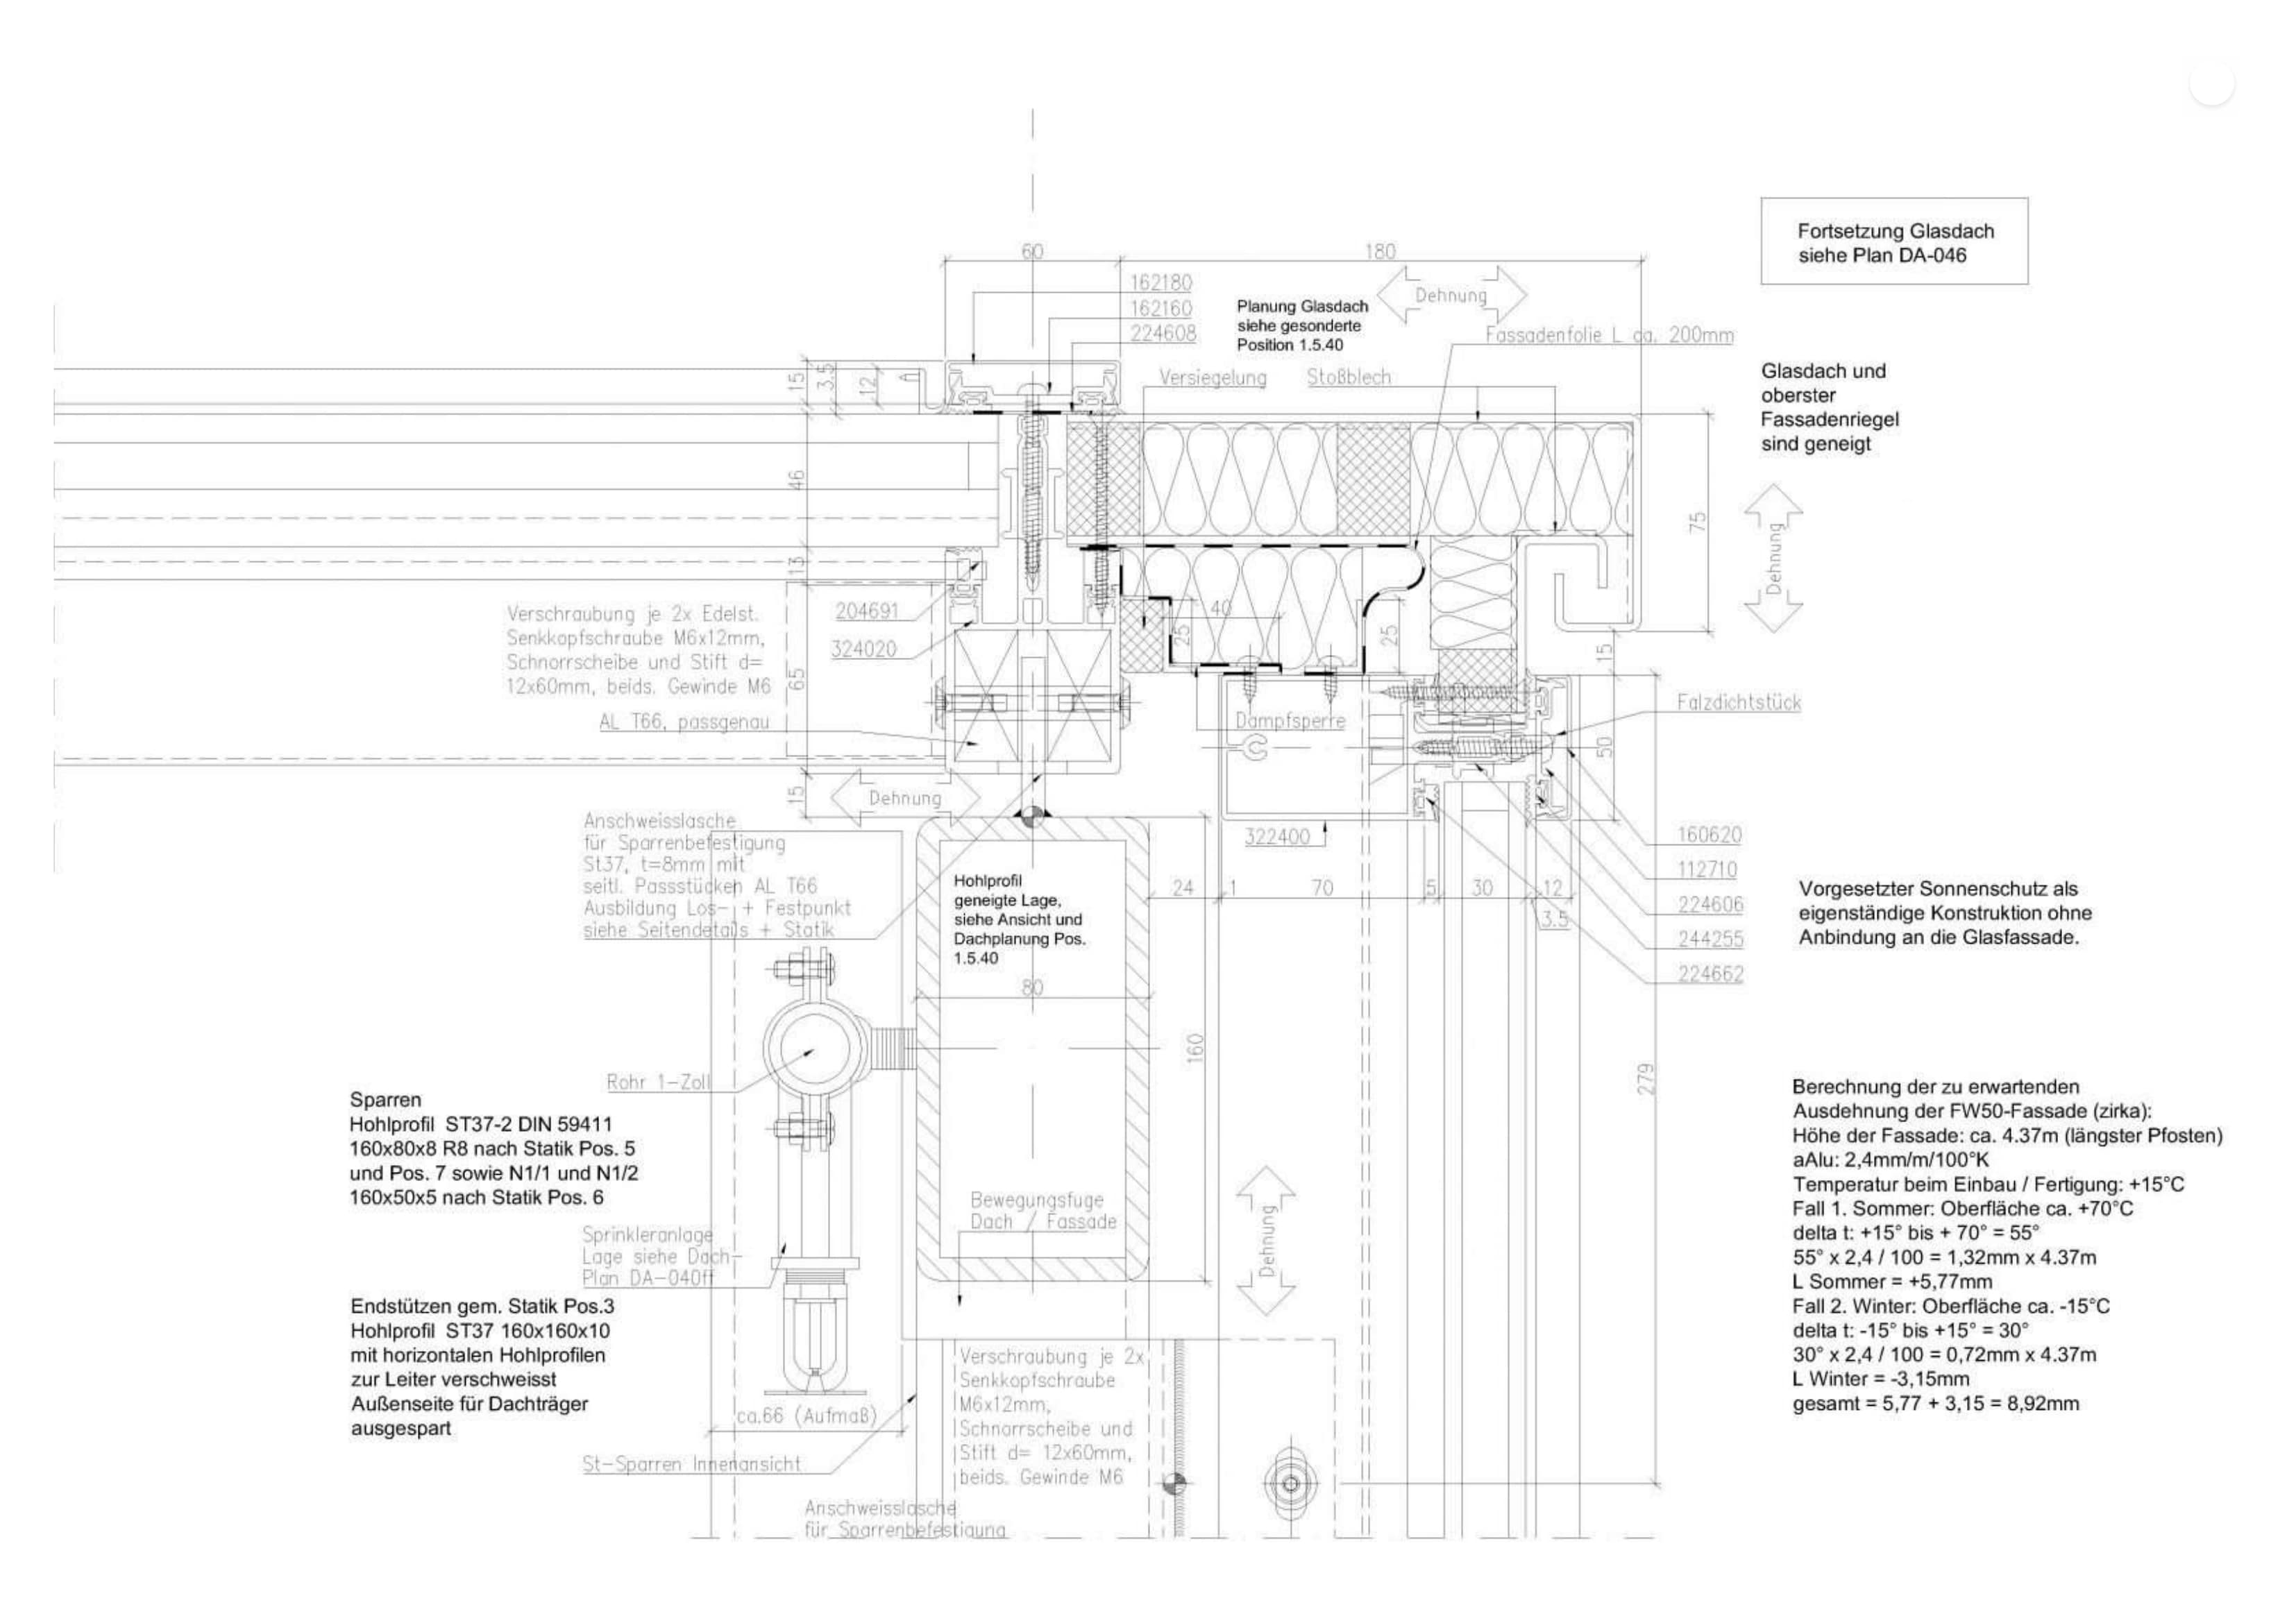 Fortsetzung Glasdach
siehe Plan DA-046
60
180
162180
162160
224608
Planung Glasdach
siehe gesonderte
Position 1.5.40
Dehnung
Fassadenfolie L ca. 200mm
Versiegelung
Stoßblech
Glasdach und
oberster
Fassadenriegel
sind geneigt
15
3.5
12
46
13
65
15
75
Dehnung
Verschraubung je 2x Edelst.
Senkkopfschraube M6x12mm,
Schnorrscheibe und Stift d=
12x60mm, beids. Gewinde M6
204691
324020
AL T66, passgenau
40
25
25
15
50
Dampfsperre
Falzdichtstück
Dehnung
322400
160620
112710
224606
244255
224662
24
1
70
5
30
12
3.5
Anschweisslasche
für Sparrenbefestigung
St37, t=8mm mit
seitl. Passstücken AL T66
Ausbildung Los- + Festpunkt
siehe Seitendetails + Statik
Hohlprofil
geneigte Lage,
siehe Ansicht und
Dachplanung Pos.
1.5.40
80
160
279
Vorgesetzter Sonnenschutz als
eigenständige Konstruktion ohne
Anbindung an die Glasfassade.
Rohr 1-Zoll
Sparren
Hohlprofil ST37-2 DIN 59411
160x80x8 R8 nach Statik Pos. 5
und Pos. 7 sowie N1/1 und N1/2
160x50x5 nach Statik Pos. 6
Berechnung der zu erwartenden
Ausdehnung der FW50-Fassade (zirka):
Höhe der Fassade: ca. 4.37m (längster Pfosten)
aAlu: 2,4mm/m/100°K
Temperatur beim Einbau / Fertigung: +15°C
Fall 1. Sommer: Oberfläche ca. +70°C
delta t: +15° bis + 70° = 55°
55° x 2,4 / 100 = 1,32mm x 4.37m
L Sommer = +5,77mm
Fall 2. Winter: Oberfläche ca. -15°C
delta t: -15° bis +15° = 30°
30° x 2,4 / 100 = 0,72mm x 4.37m
L Winter = -3,15mm
gesamt = 5,77 + 3,15 = 8,92mm
Bewegungsfuge
Dach / Fassade
Dehnung
Sprinkleranlage
Lage siehe Dach-
Plan DA-040ff
Endstützen gem. Statik Pos.3
Hohlprofil ST37 160x160x10
mit horizontalen Hohlprofilen
zur Leiter verschweisst
Außenseite für Dachträger
ausgespart
Verschraubung je 2x
Senkkopfschraube
M6x12mm,
Schnorrscheibe und
Stift d= 12x60mm,
beids. Gewinde M6
ca.66 (Aufmaß)
St-Sparren Innenansicht
Anschweisslasche
für Sparrenbefestigung